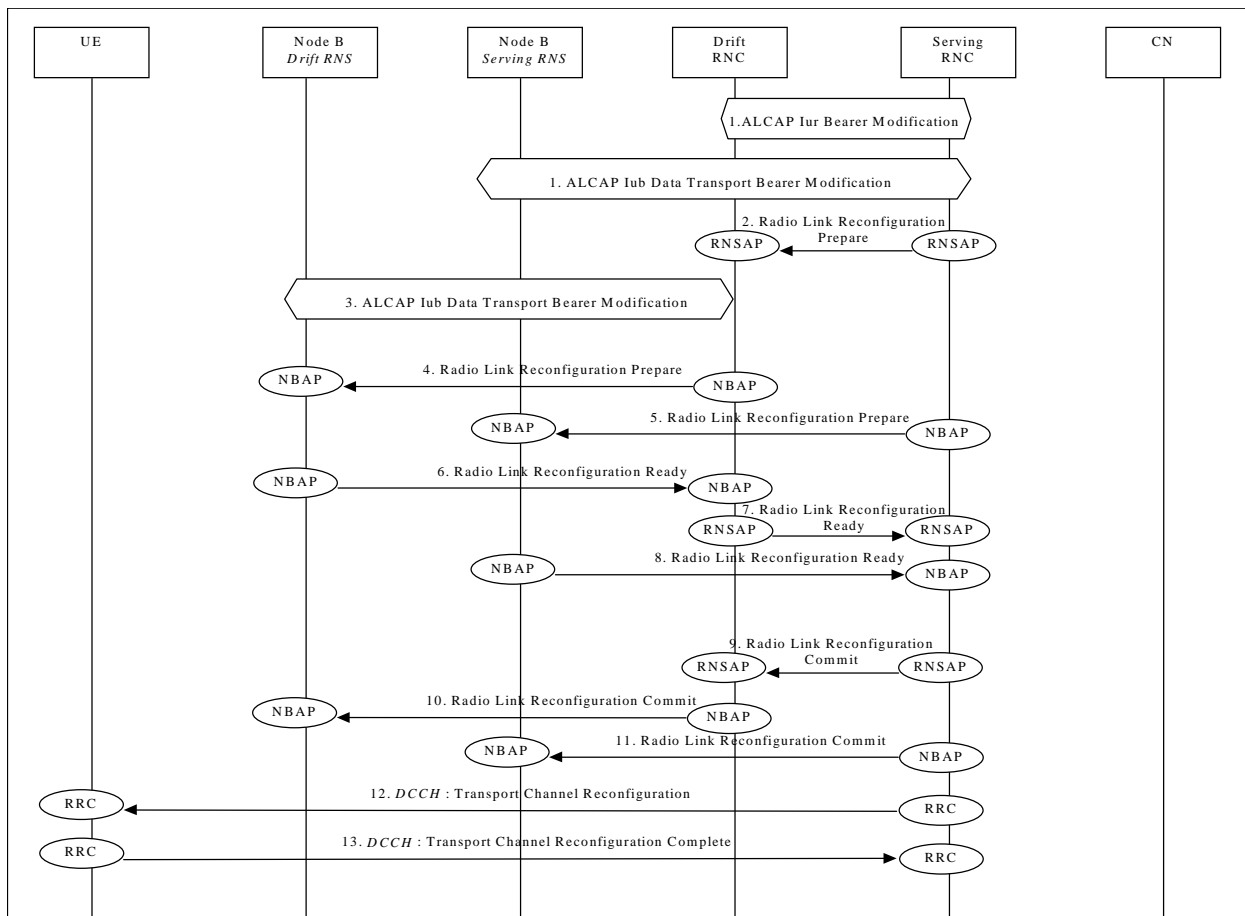 UE
Node B
Drift RNS
Node B
Serving RNS
Drift
RNC
Serving
RNC
CN
1.ALCAP Iur Bearer Modification
1. ALCAP Iub Data Transport Bearer Modification
2. Radio Link Reconfiguration
Prepare
RNSAP
RNSAP
3. ALCAP Iub Data Transport Bearer Modification
4. Radio Link Reconfiguration Prepare
NBAP
NBAP
5. Radio Link Reconfiguration Prepare
NBAP
NBAP
6. Radio Link Reconfiguration Ready
NBAP
NBAP
7. Radio Link Reconfiguration
Ready
RNSAP
RNSAP
8. Radio Link Reconfiguration Ready
NBAP
NBAP
9. Radio Link Reconfiguration
Commit
RNSAP
RNSAP
10. Radio Link Reconfiguration Commit
NBAP
NBAP
11. Radio Link Reconfiguration Commit
NBAP
NBAP
12. DCCH : Transport Channel Reconfiguration
RRC
RRC
13. DCCH : Transport Channel Reconfiguration Complete
RRC
RRC